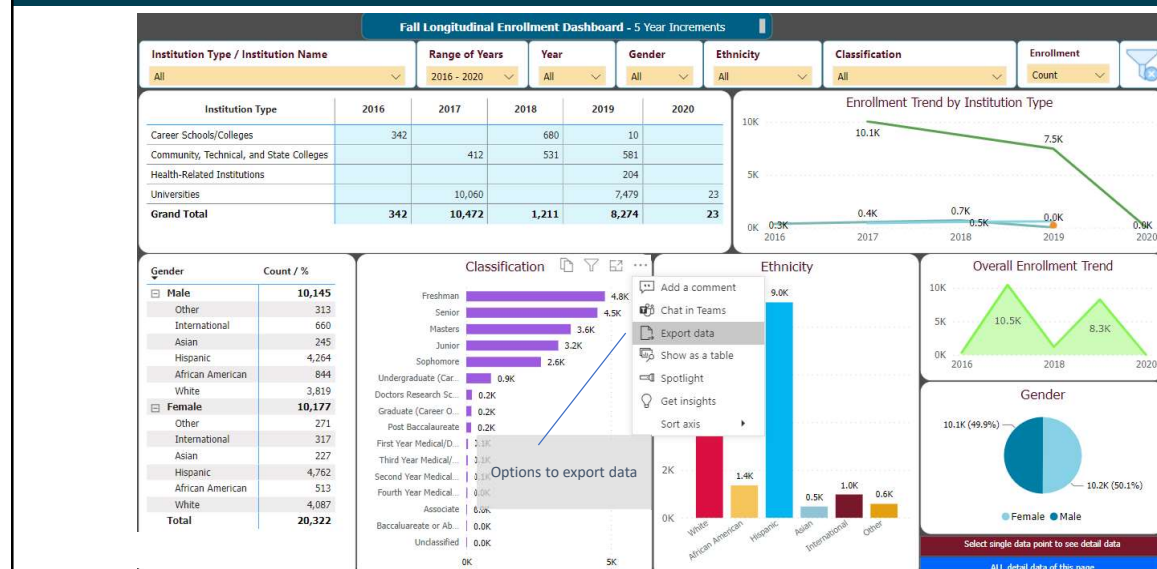 Fall Longitudinal Enrollment Dashboard - 5 Year Increments
Institution Type / Institution Name Range of Years Year Gender Ethnicity Classification Enrollment
All 2016 - 2020 All All All All Count
Institution Type 2016 2017 2018 2019 2020
Career Schools/Colleges 342 680 10
Community, Technical, and State Colleges 412 531 581
Health-Related Institutions 204
Universities 10,060 7,479 23
Grand Total 342 10,472 1,211 8,274 23
Enrollment Trend by Institution Type
10K
5K
0K
10.1K
7.5K
0.3K
0.4K
0.7K
0.5K
0.0K
0.0K
2016 2017 2018 2019 2020
Gender Count / %
Male 10,145
Other 313
International 660
Asian 245
Hispanic 4,264
African American 844
White 3,819
Female 10,177
Other 271
International 317
Asian 227
Hispanic 4,762
African American 513
White 4,087
Total 20,322
Classification
Freshman 4.8K
Senior 4.5K
Masters 3.6K
Junior 3.2K
Sophomore 2.6K
Undergraduate (Car... 0.9K
Doctors Research Sc... 0.2K
Graduate (Career O... 0.2K
Post Baccalaureate 0.2K
First Year Medical/D...
Third Year Medical/...
Second Year Medical...
Fourth Year Medical...
Associate 0.0K
Baccaluareate or Ab... 0.0K
Unclassified 0.0K
0K 5K
Options to export data
Add a comment
Chat in Teams
Export data
Show as a table
Spotlight
Get insights
Sort axis
Ethnicity
9.0K
1.4K
0.5K
1.0K
0.6K
2K
0K
White African American Hispanic Asian International Other
Overall Enrollment Trend
10K
5K
0K
10.5K
8.3K
2016 2018 2020
Gender
10.1K (49.9%)
10.2K (50.1%)
Female Male
Select single data point to see detail data
ALL detail data of this page